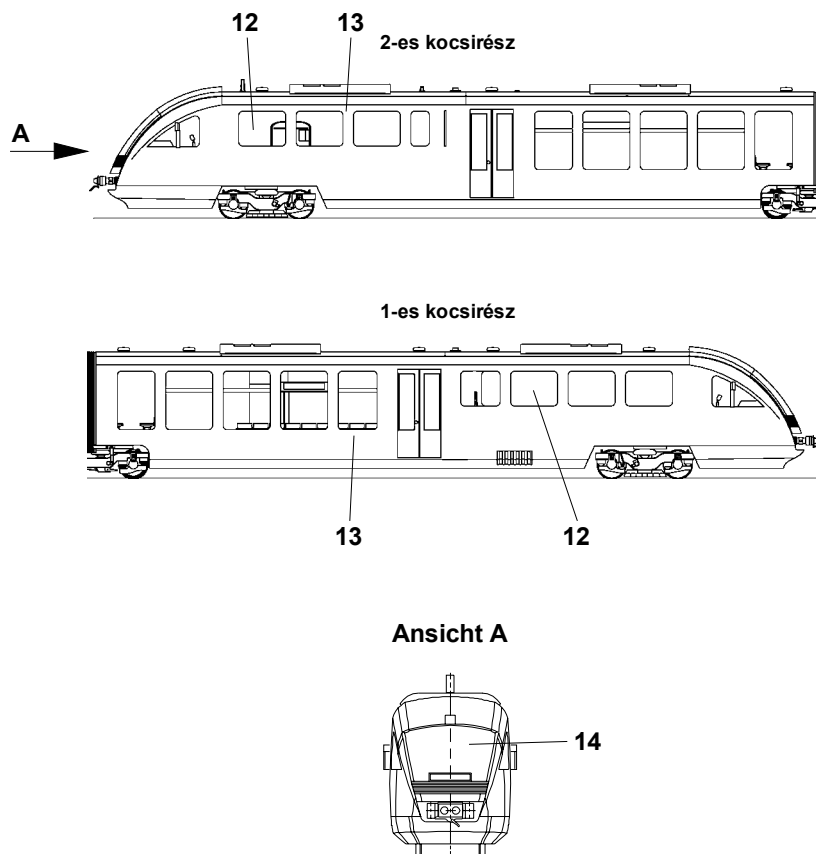 12 13
2-es kocsirész
A
1-es kocsirész
13 12
Ansicht A
14